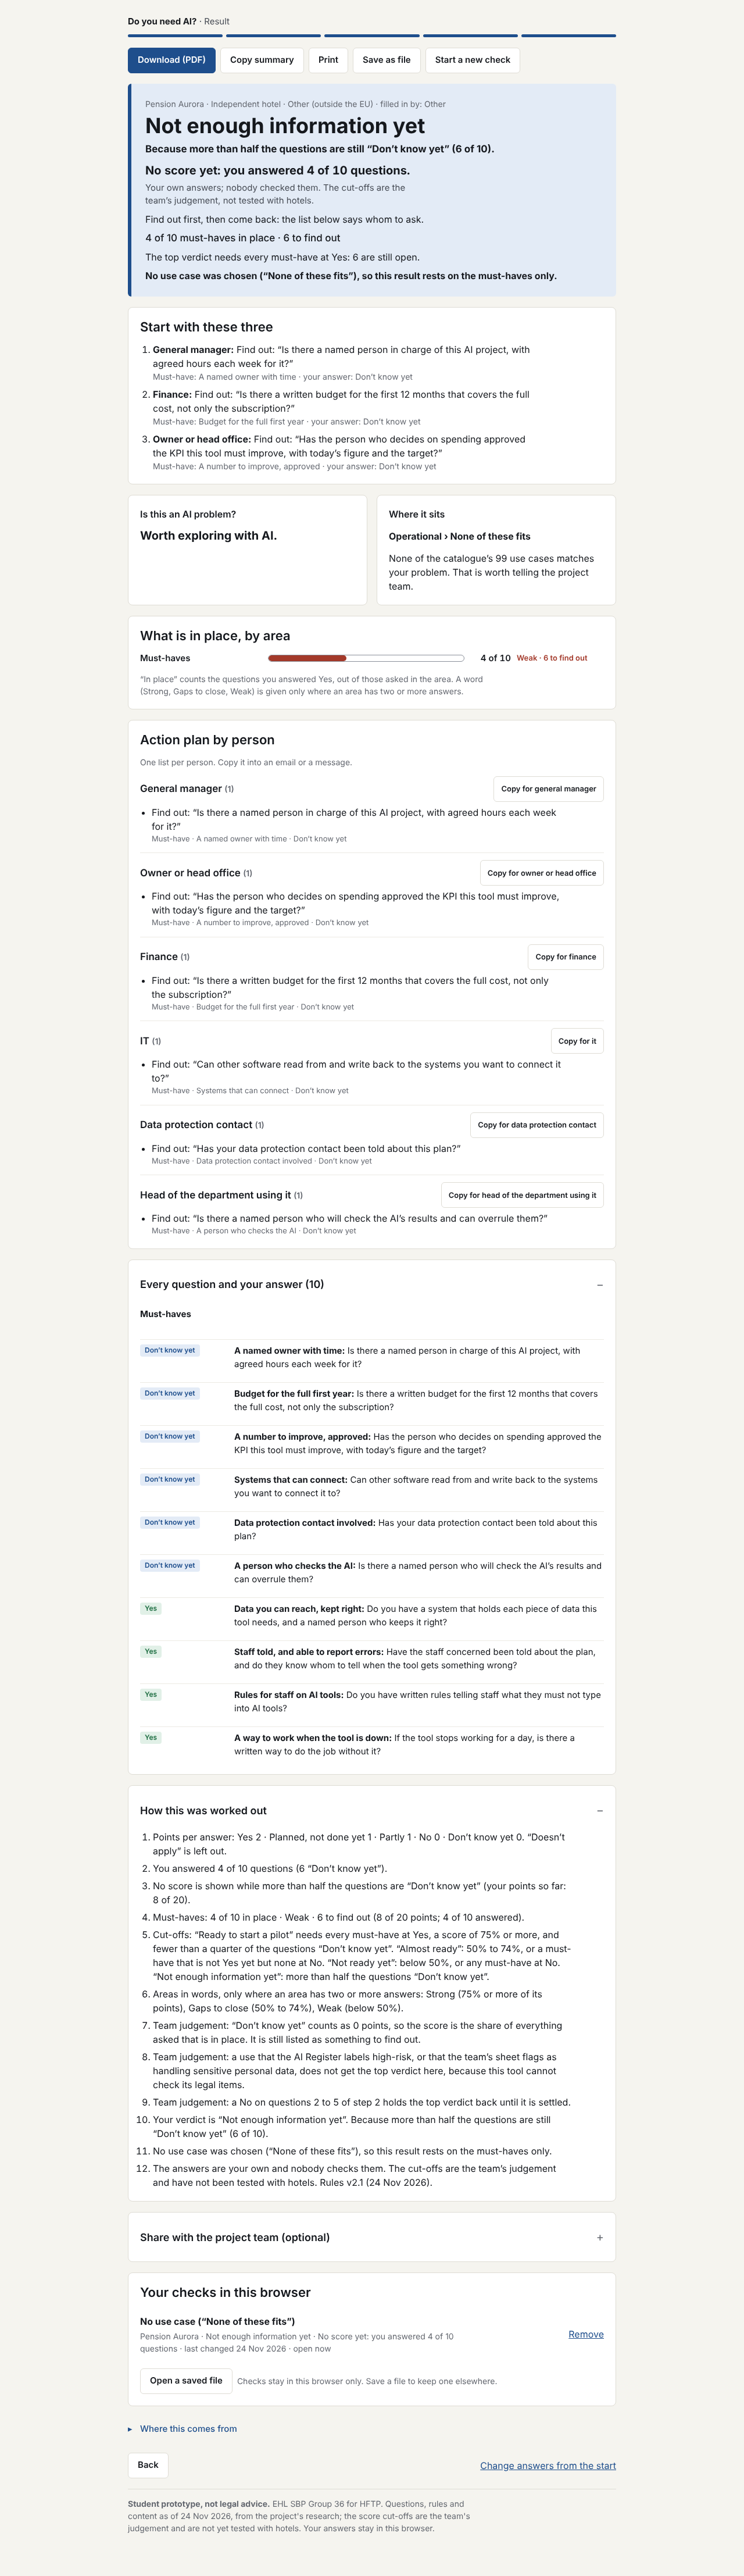 Do you need AI? · Result
Download (PDF)
Copy summary
Print
Save as file
Start a new check
Pension Aurora · Independent hotel · Other (outside the EU) · filled in by: Other
Not enough information yet
Because more than half the questions are still “Don’t know yet” (6 of 10).
No score yet: you answered 4 of 10 questions.
Your own answers; nobody checked them. The cut-offs are the
team’s judgement, not tested with hotels.
Find out first, then come back: the list below says whom to ask.
4 of 10 must-haves in place · 6 to find out
The top verdict needs every must-have at Yes: 6 are still open.
No use case was chosen (“None of these fits”), so this result rests on the must-haves only.
Start with these three
1. General manager: Find out: “Is there a named person in charge of this AI project, with
agreed hours each week for it?”
Must-have: A named owner with time · your answer: Don’t know yet
2. Finance: Find out: “Is there a written budget for the first 12 months that covers the full
cost, not only the subscription?”
Must-have: Budget for the full first year · your answer: Don’t know yet
3. Owner or head office: Find out: “Has the person who decides on spending approved
the KPI this tool must improve, with today’s figure and the target?”
Must-have: A number to improve, approved · your answer: Don’t know yet
Is this an AI problem?
Worth exploring with AI.
Where it sits
Operational › None of these fits
None of the catalogue’s 99 use cases matches
your problem. That is worth telling the project
team.
What is in place, by area
Must-haves
4 of 10 Weak · 6 to find out
“In place” counts the questions you answered Yes, out of those asked in the area. A word
(Strong, Gaps to close, Weak) is given only where an area has two or more answers.
Action plan by person
One list per person. Copy it into an email or a message.
General manager (1)
Copy for general manager
• Find out: “Is there a named person in charge of this AI project, with agreed hours each week
for it?”
Must-have · A named owner with time · Don’t know yet
Owner or head office (1)
Copy for owner or head office
• Find out: “Has the person who decides on spending approved the KPI this tool must improve,
with today’s figure and the target?”
Must-have · A number to improve, approved · Don’t know yet
Finance (1)
Copy for finance
• Find out: “Is there a written budget for the first 12 months that covers the full cost, not only
the subscription?”
Must-have · Budget for the full first year · Don’t know yet
IT (1)
Copy for it
• Find out: “Can other software read from and write back to the systems you want to connect it
to?”
Must-have · Systems that can connect · Don’t know yet
Data protection contact (1)
Copy for data protection contact
• Find out: “Has your data protection contact been told about this plan?”
Must-have · Data protection contact involved · Don’t know yet
Head of the department using it (1)
Copy for head of the department using it
• Find out: “Is there a named person who will check the AI’s results and can overrule them?”
Must-have · A person who checks the AI · Don’t know yet
Every question and your answer (10)
−
Must-haves
Don’t know yet
A named owner with time: Is there a named person in charge of this AI project, with
agreed hours each week for it?
Don’t know yet
Budget for the full first year: Is there a written budget for the first 12 months that covers
the full cost, not only the subscription?
Don’t know yet
A number to improve, approved: Has the person who decides on spending approved the
KPI this tool must improve, with today’s figure and the target?
Don’t know yet
Systems that can connect: Can other software read from and write back to the systems
you want to connect it to?
Don’t know yet
Data protection contact involved: Has your data protection contact been told about this
plan?
Don’t know yet
A person who checks the AI: Is there a named person who will check the AI’s results and
can overrule them?
Yes
Data you can reach, kept right: Do you have a system that holds each piece of data this
tool needs, and a named person who keeps it right?
Yes
Staff told, and able to report errors: Have the staff concerned been told about the plan,
and do they know whom to tell when the tool gets something wrong?
Yes
Rules for staff on AI tools: Do you have written rules telling staff what they must not type
into AI tools?
Yes
A way to work when the tool is down: If the tool stops working for a day, is there a
written way to do the job without it?
How this was worked out
−
1. Points per answer: Yes 2 · Planned, not done yet 1 · Partly 1 · No 0 · Don’t know yet 0. “Doesn’t
apply” is left out.
2. You answered 4 of 10 questions (6 “Don’t know yet”).
3. No score is shown while more than half the questions are “Don’t know yet” (your points so far:
8 of 20).
4. Must-haves: 4 of 10 in place · Weak · 6 to find out (8 of 20 points; 4 of 10 answered).
5. Cut-offs: “Ready to start a pilot” needs every must-have at Yes, a score of 75% or more, and
fewer than a quarter of the questions “Don’t know yet”. “Almost ready”: 50% to 74%, or a must-
have that is not Yes yet but none at No. “Not ready yet”: below 50%, or any must-have at No.
“Not enough information yet”: more than half the questions “Don’t know yet”.
6. Areas in words, only where an area has two or more answers: Strong (75% or more of its
points), Gaps to close (50% to 74%), Weak (below 50%).
7. Team judgement: “Don’t know yet” counts as 0 points, so the score is the share of everything
asked that is in place. It is still listed as something to find out.
8. Team judgement: a use that the AI Register labels high-risk, or that the team’s sheet flags as
handling sensitive personal data, does not get the top verdict here, because this tool cannot
check its legal items.
9. Team judgement: a No on questions 2 to 5 of step 2 holds the top verdict back until it is settled.
10. Your verdict is “Not enough information yet”. Because more than half the questions are still
“Don’t know yet” (6 of 10).
11. No use case was chosen (“None of these fits”), so this result rests on the must-haves only.
12. The answers are your own and nobody checks them. The cut-offs are the team’s judgement
and have not been tested with hotels. Rules v2.1 (24 Nov 2026).
Share with the project team (optional)
+
Your checks in this browser
No use case (“None of these fits”)
Pension Aurora · Not enough information yet · No score yet: you answered 4 of 10
questions · last changed 24 Nov 2026 · open now
Remove
Open a saved file
Checks stay in this browser only. Save a file to keep one elsewhere.
▸ Where this comes from
Back
Change answers from the start
Student prototype, not legal advice. EHL SBP Group 36 for HFTP. Questions, rules and
content as of 24 Nov 2026, from the project’s research; the score cut-offs are the team’s
judgement and are not yet tested with hotels. Your answers stay in this browser.